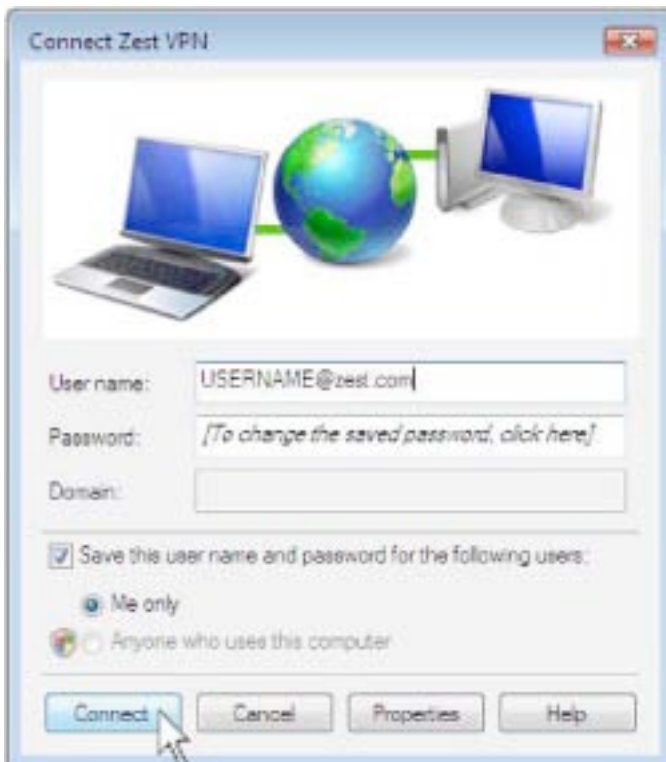 Connect Zest VPN
User name: USERNAME@zest.com
Password: [To change the saved password, click here]
Domain:
Save this user name and password for the following users:
Me only
Anyone who uses this computer
Connect Cancel Properties Help